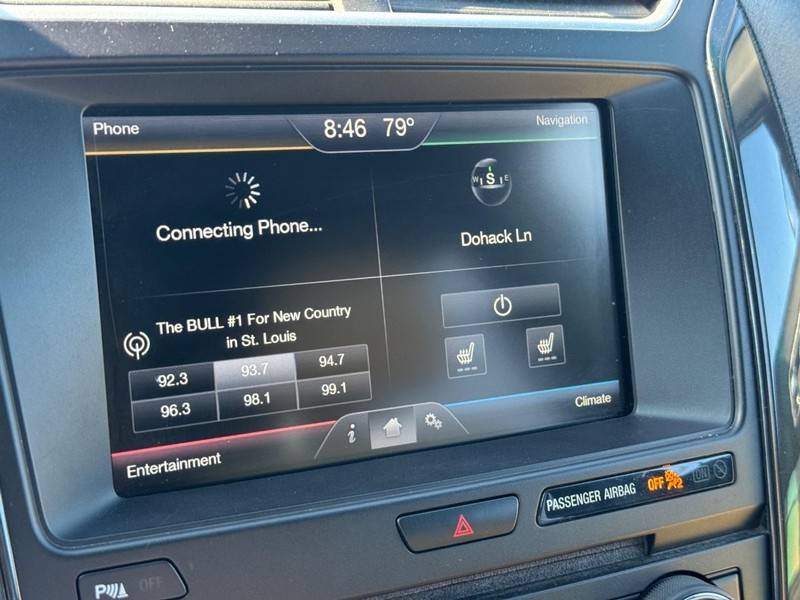 Phone
8:46 79°
Navigation
Connecting Phone...
W S E
Dohack Ln
The BULL #1 For New Country
in St. Louis
92.3 93.7 94.7
96.3 98.1 99.1
i
Entertainment
Climate
PASSENGER AIRBAG OFF ON
P OFF